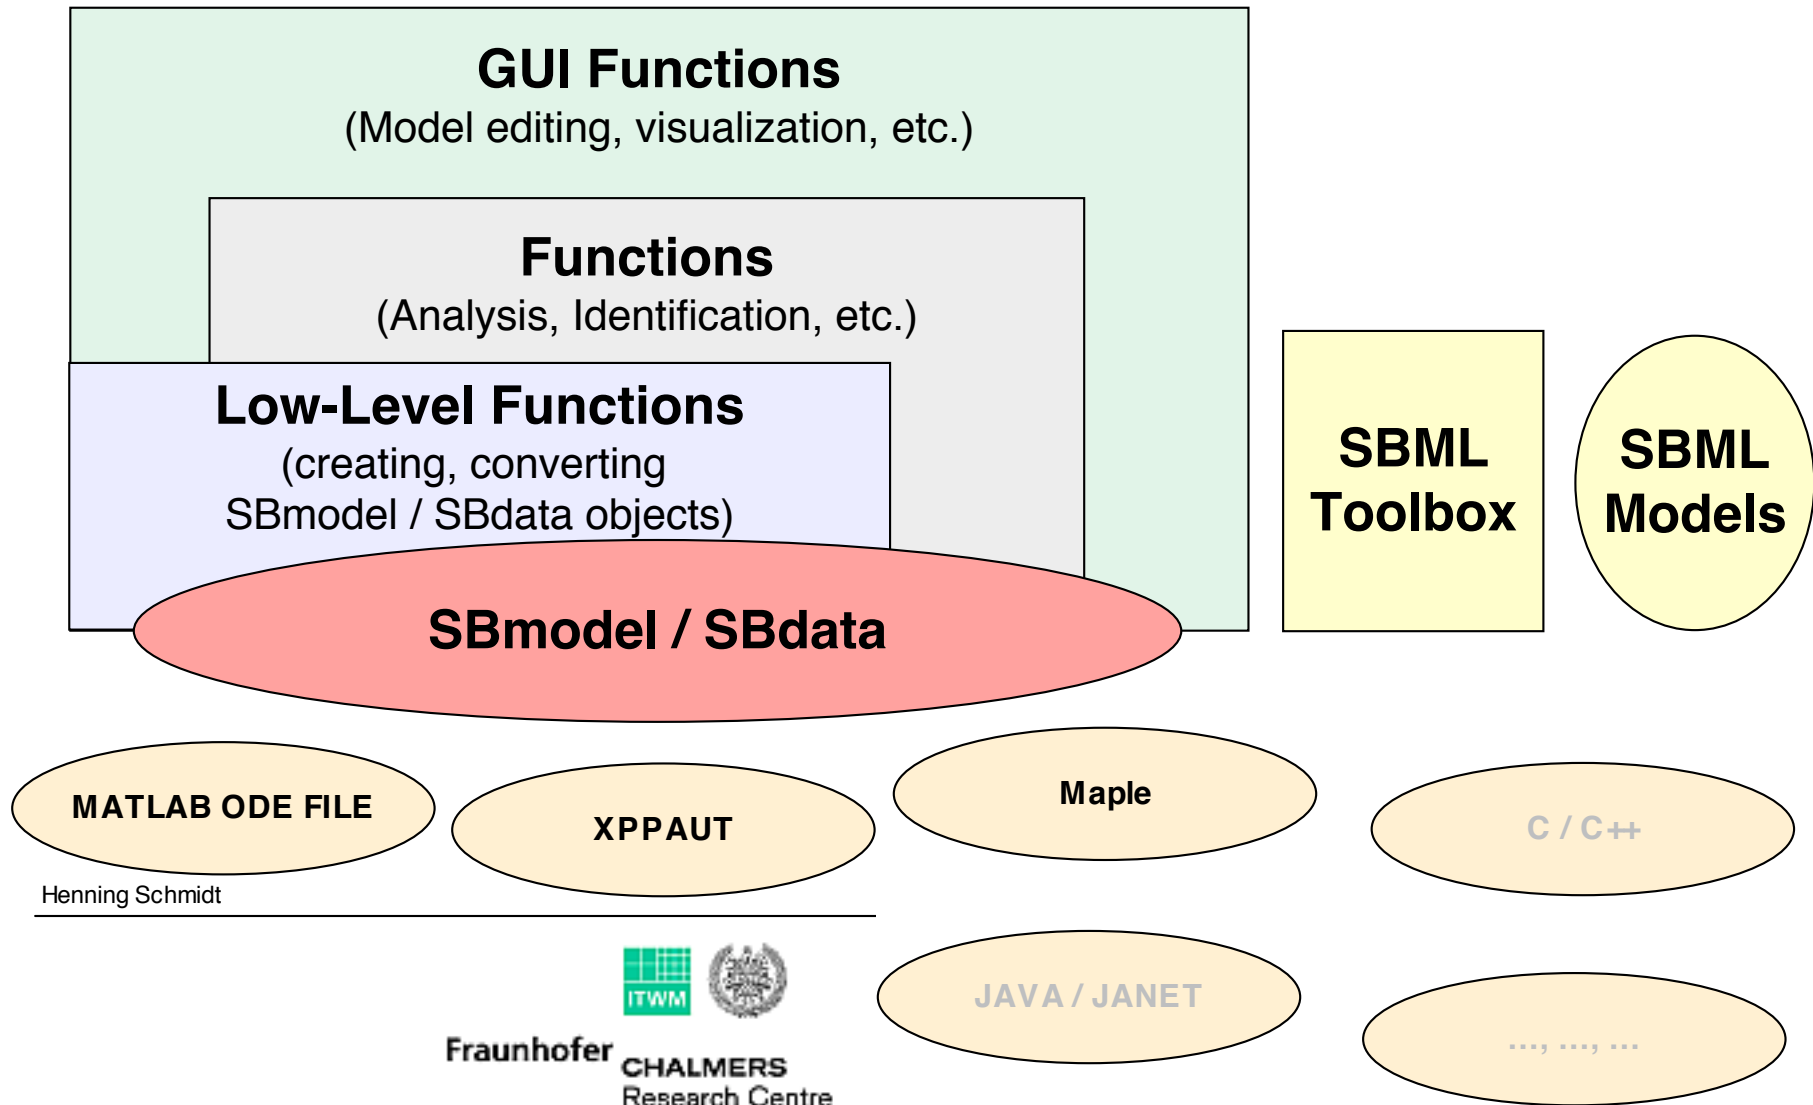 GUI Functions
(Model editing, visualization, etc.)
Functions
(Analysis, Identification, etc.)
Low-Level Functions
(creating, converting
SBmodel / SBdata objects)
SBmodel / SBdata
SBML
Toolbox
SBML
Models
MATLAB ODE FILE
XPPAUT
Maple
C / C++
Henning Schmidt
JAVA / JANET
..., ..., ...
ITWM
Fraunhofer
CHALMERS
Research Centre